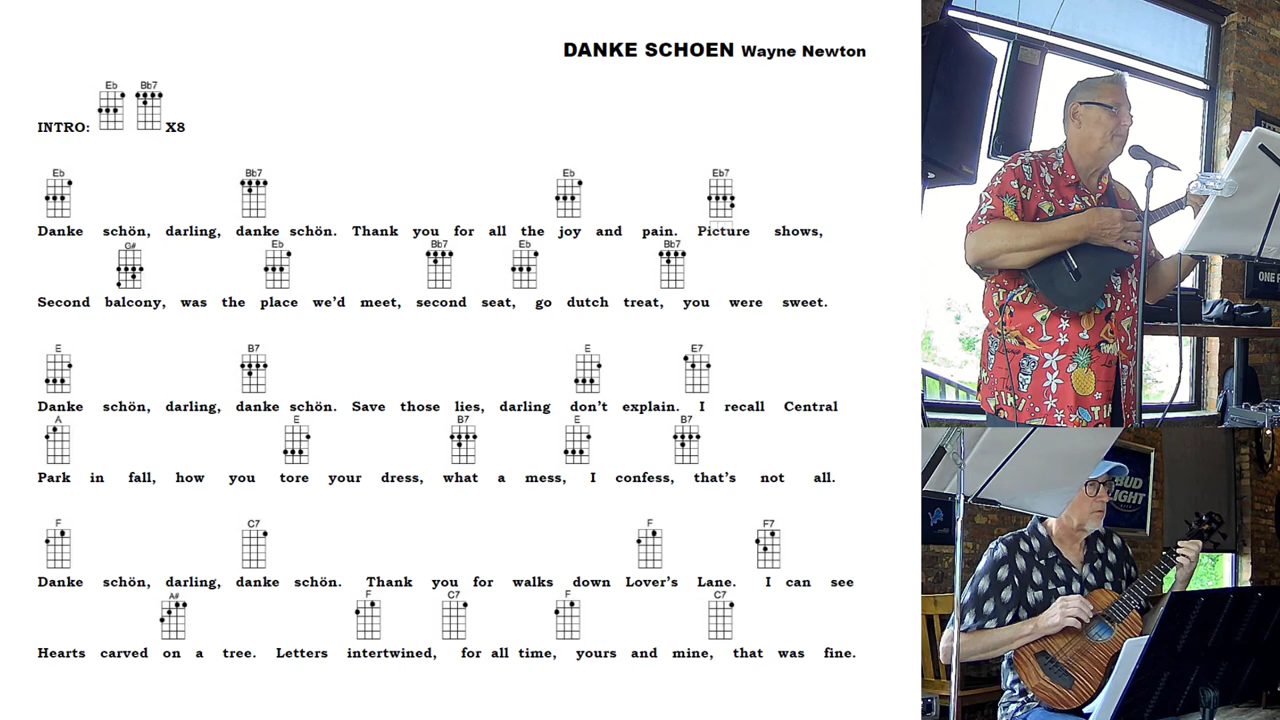 DANKE SCHOEN Wayne Newton
Eb Bb7
INTRO: X8
Eb Bb7 Eb Eb7
Danke schön, darling, danke schön. Thank you for all the joy and pain. Picture shows,
G# Eb Bb7 Eb Bb7
Second balcony, was the place we'd meet, second seat, go dutch treat, you were sweet.
E B7 E E7
Danke schön, darling, danke schön. Save those lies, darling don't explain. I recall Central
A E B7 E B7
Park in fall, how you tore your dress, what a mess, I confess, that's not all.
F C7 F F7
Danke schön, darling, danke schön. Thank you for walks down Lover's Lane. I can see
A# F C7 F C7
Hearts carved on a tree. Letters intertwined, for all time, yours and mine, that was fine.
ONE
BUD
LIGHT